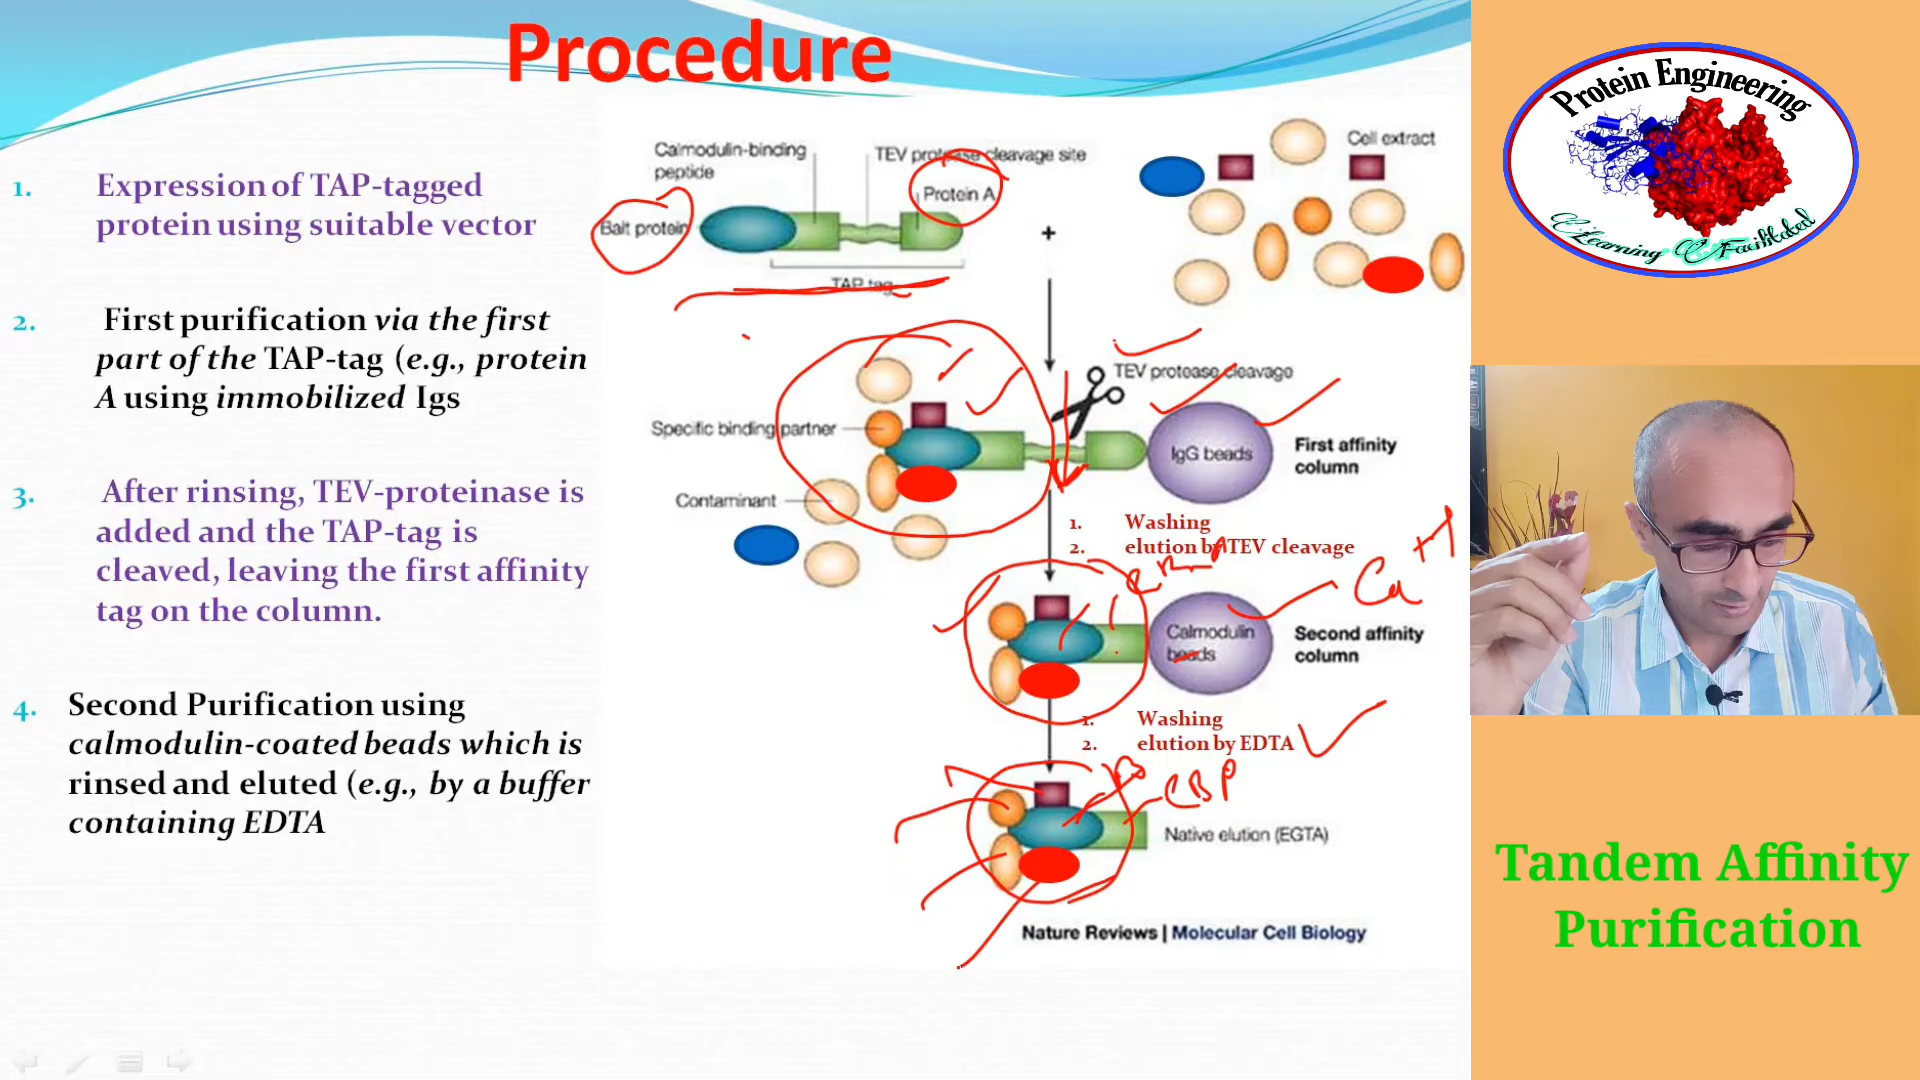 Procedure
1. Expression of TAP-tagged
protein using suitable vector
2. First purification via the first
part of the TAP-tag (e.g., protein
A using immobilized Igs
3. After rinsing, TEV-proteinase is
added and the TAP-tag is
cleaved, leaving the first affinity
tag on the column.
4. Second Purification using
calmodulin-coated beads which is
rinsed and eluted (e.g., by a buffer
containing EDTA
Calmodulin-binding
peptide
TEV protease cleavage site
Protein A
Bait protein
TAP tag
+
Cell extract
TEV protease cleavage
Specific binding partner
IgG beads
First affinity
column
Contaminant
1. Washing
2. elution by TEV cleavage
Ca++
Calmodulin
beads
Second affinity
column
1. Washing
2. elution by EDTA
CBP
Native elution (EGTA)
Nature Reviews | Molecular Cell Biology
Protein Engineering
Learning Facilitated
Tandem Affinity
Purification